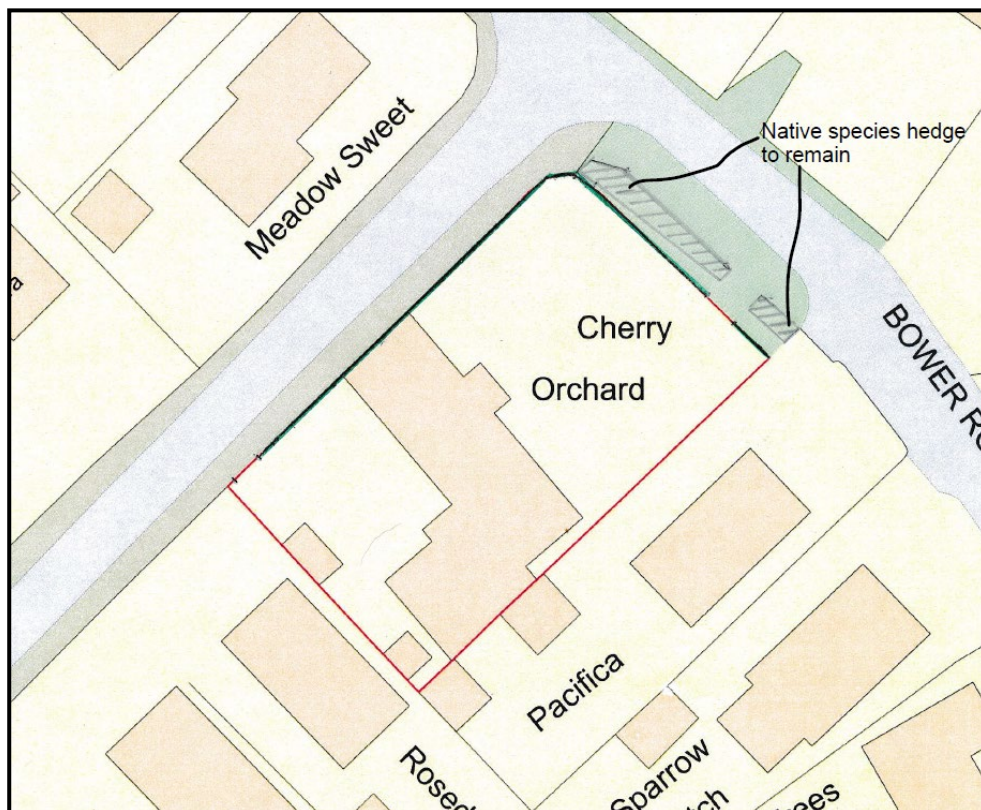 Meadow Sweet
Native species hedge
to remain
Cherry
Orchard
Pacifica
Sparrow